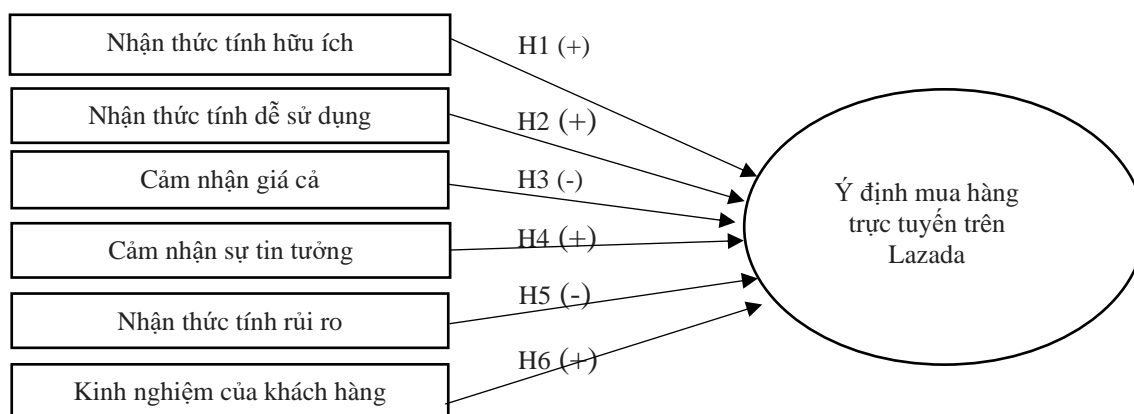 Nhận thức tính hữu ích
H1 (+)
Nhận thức tính dễ sử dụng
H2 (+)
Cảm nhận giá cả
H3 (-)
Cảm nhận sự tin tưởng
H4 (+)
Nhận thức tính rủi ro
H5 (-)
Kinh nghiệm của khách hàng
H6 (+)
Ý định mua hàng
trực tuyến trên
Lazada